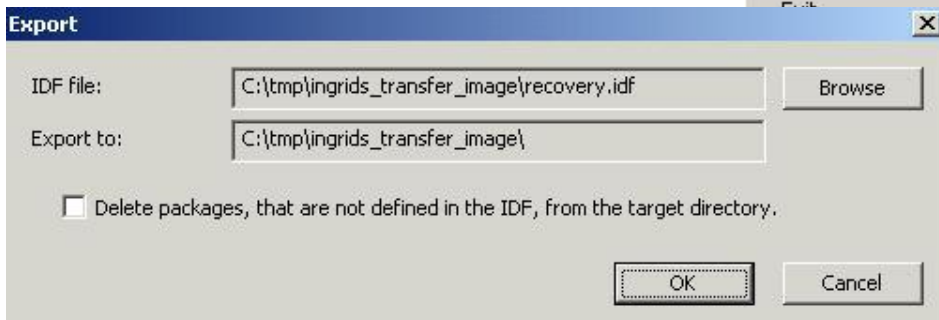 Exit
Export
IDF file:
C:\tmp\ingrids_transfer_image\recovery.idf
Browse
Export to:
C:\tmp\ingrids_transfer_image\
Delete packages, that are not defined in the IDF, from the target directory.
OK
Cancel